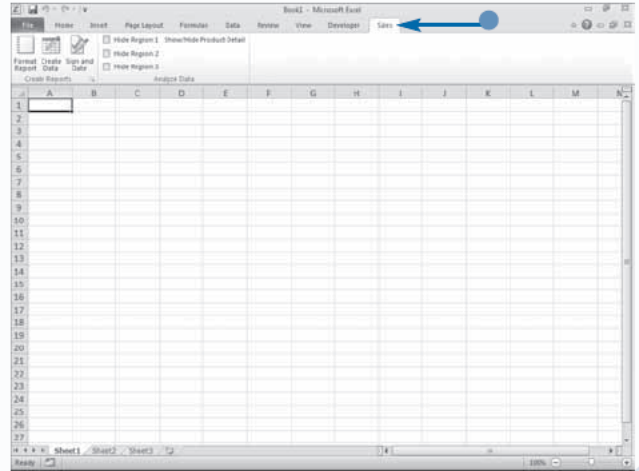 Book1 - Microsoft Excel
File Home Insert Page Layout Formulas Data Review View Developer Sales
Hide Region 1 Show/Hide Product Detail
Hide Region 2
Hide Region 3
Format Create Sign and
Report Data Date
Create Reports Analyze Data
A B C D E F G H I J K L M N
1
2
3
4
5
6
7
8
9
10
11
12
13
14
15
16
17
18
19
20
21
22
23
24
25
26
27
Sheet1 Sheet2 Sheet3
Ready 100%